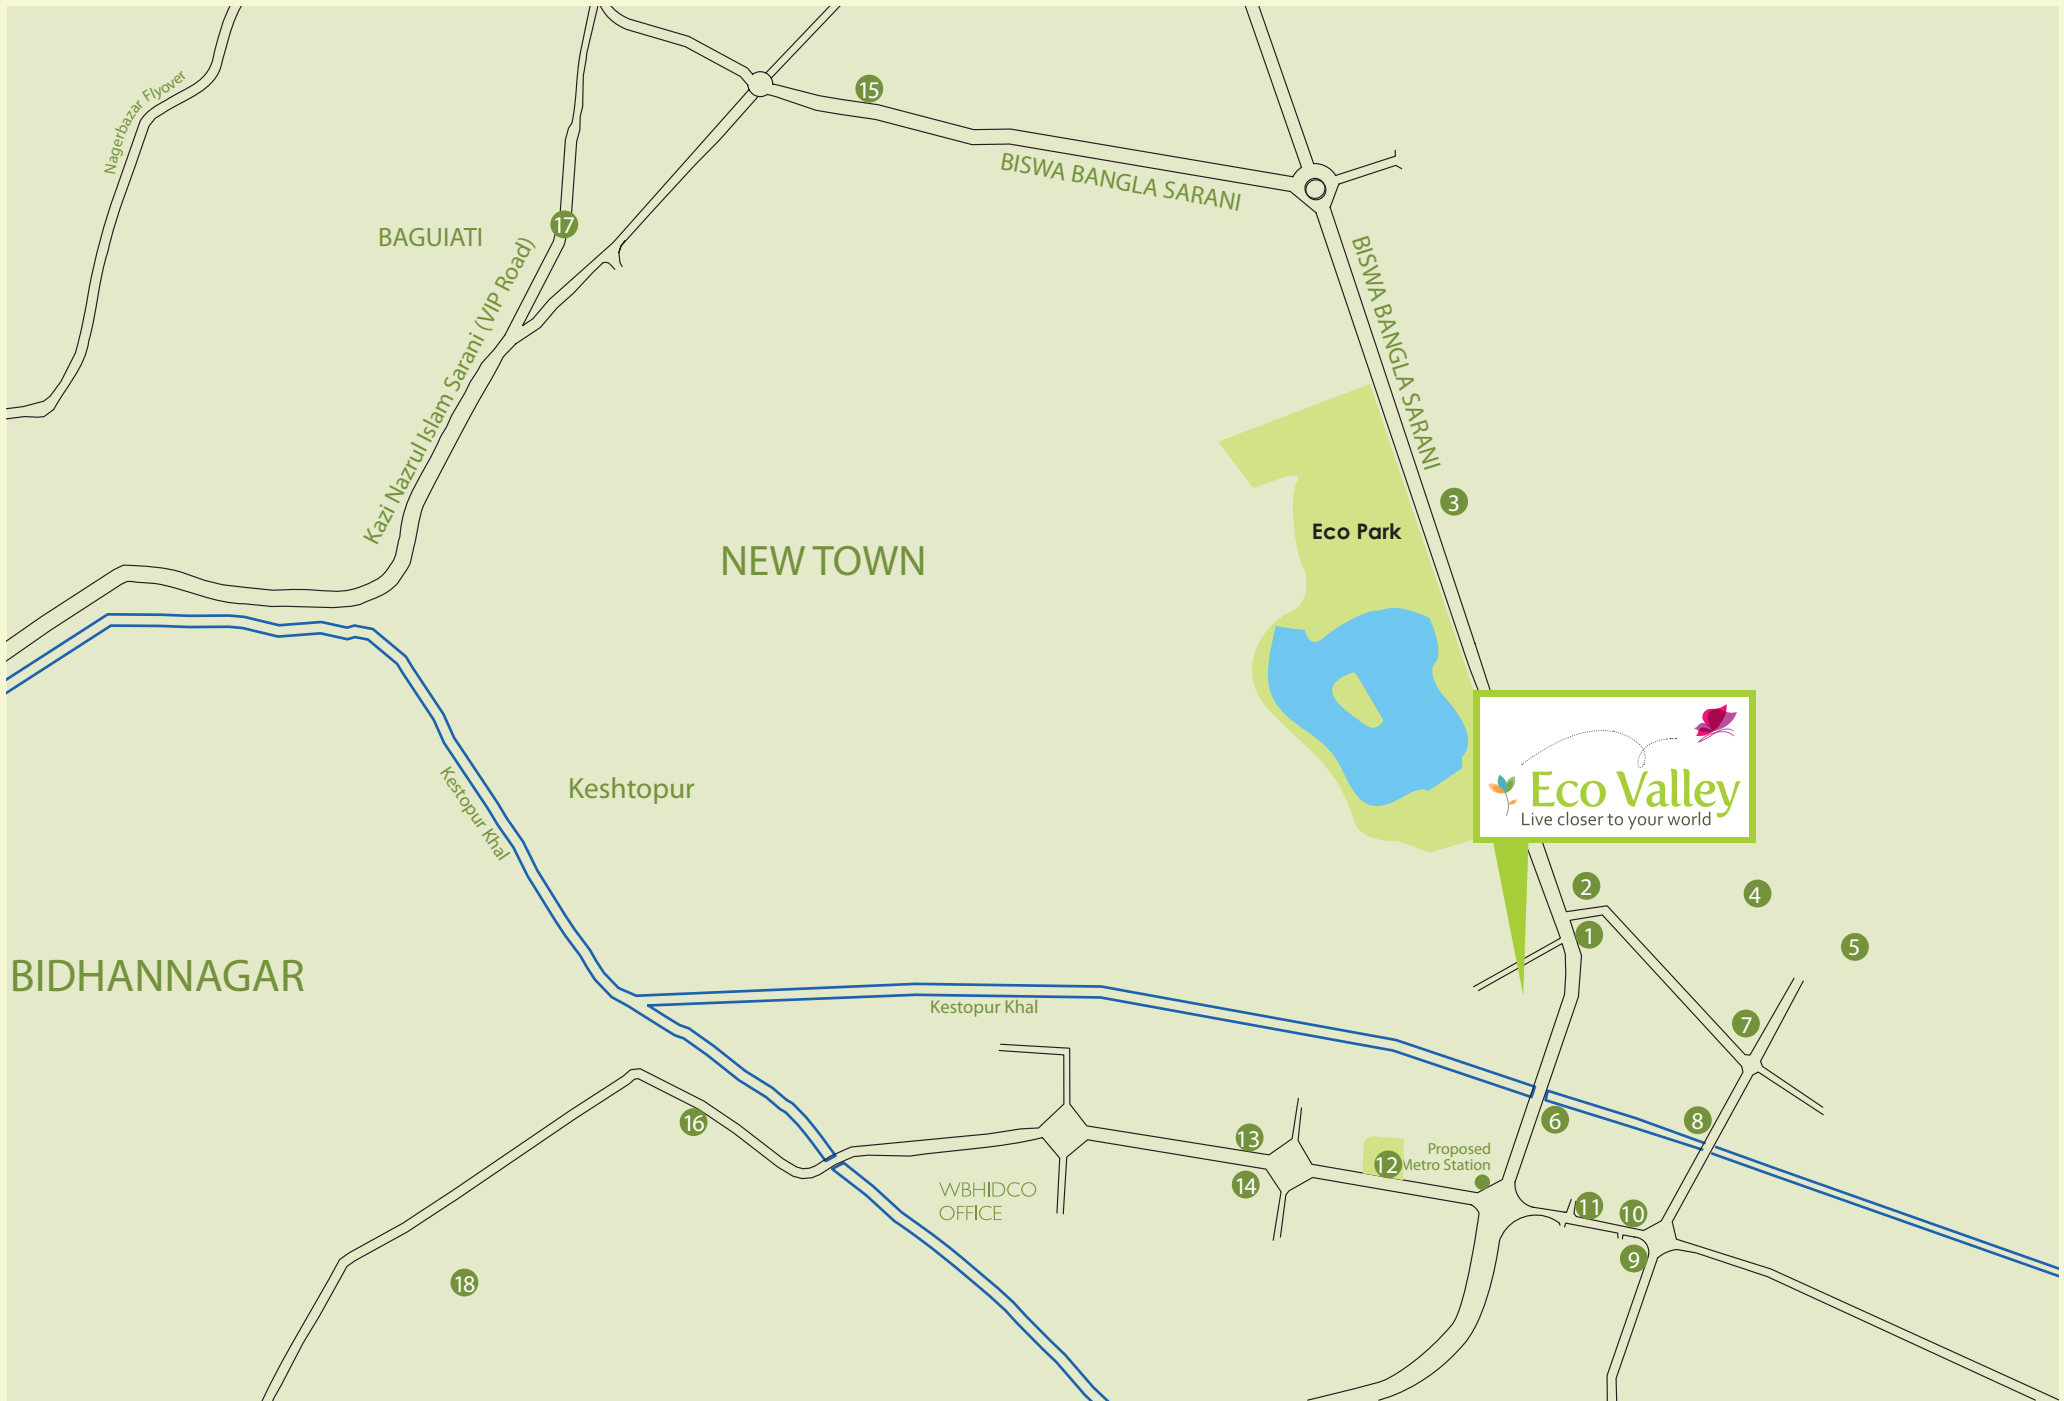 Nagerbazar Flyover
15
BISWA BANGLA SARANI
17
BAGUIATI
Kazi Nazrul Islam Sarani (VIP Road)
BISWA BANGLA SARANI
3
Eco Park
NEW TOWN
Eco Valley
Live closer to your world
Keshtopur
Kestopur Khal
2
4
1
5
BIDHANNAGAR
Kestopur Khal
7
16
6
8
13
12
Proposed
Metro Station
14
WBHIDCO
OFFICE
11
10
9
18